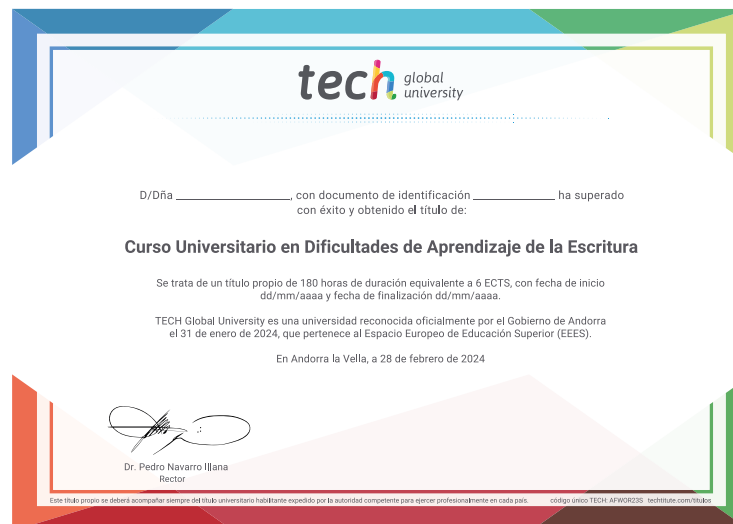 tech global university
D/Dña ____________________, con documento de identificación ______________ ha superado
con éxito y obtenido el título de:
Curso Universitario en Dificultades de Aprendizaje de la Escritura
Se trata de un título propio de 180 horas de duración equivalente a 6 ECTS, con fecha de inicio
dd/mm/aaaa y fecha de finalización dd/mm/aaaa.
TECH Global University es una universidad reconocida oficialmente por el Gobierno de Andorra
el 31 de enero de 2024, que pertenece al Espacio Europeo de Educación Superior (EEES).
En Andorra la Vella, a 28 de febrero de 2024
Dr. Pedro Navarro Illana
Rector
Este título propio se deberá acompañar siempre del título universitario habilitante expedido por la autoridad competente para ejercer profesionalmente en cada país. código único TECH: AFWOR23S techtitute.com/titulos